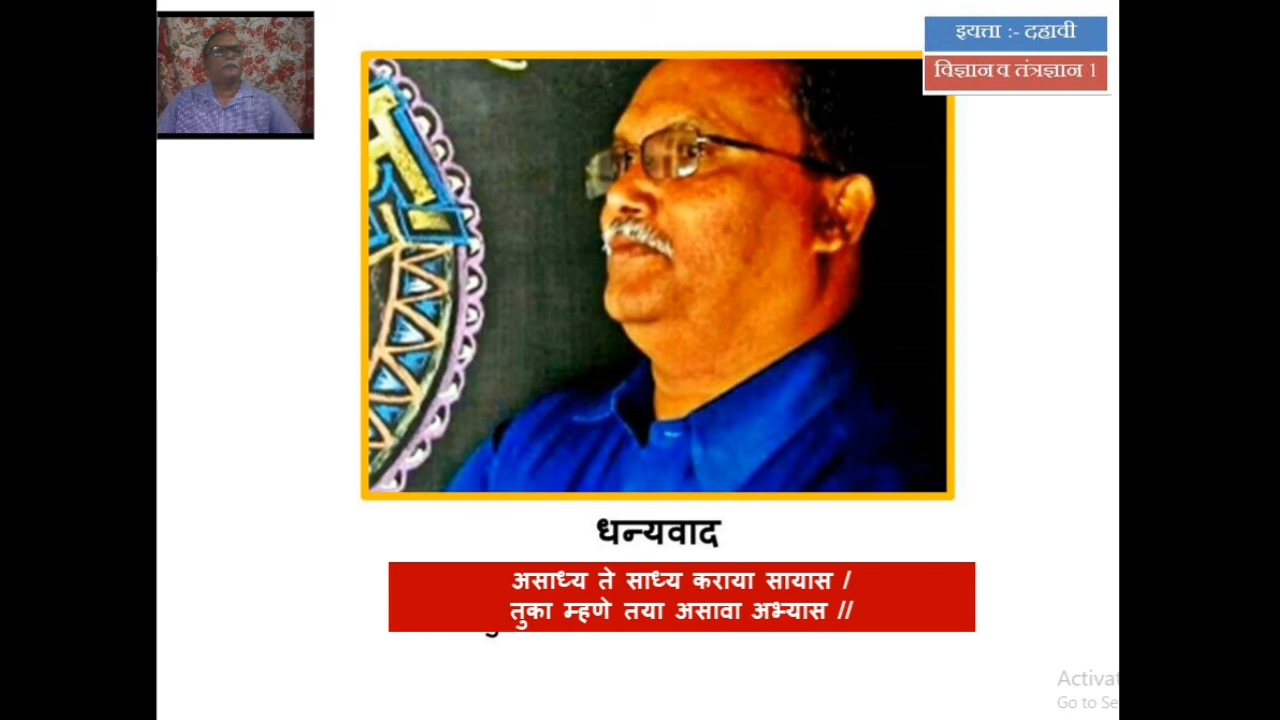 इयत्ता :- दहावी
विज्ञान व तंत्रज्ञान 1
धन्यवाद
असाध्य ते साध्य कराया सायास /
तुका म्हणे तया असावा अभ्यास //
Activat
Go to Se